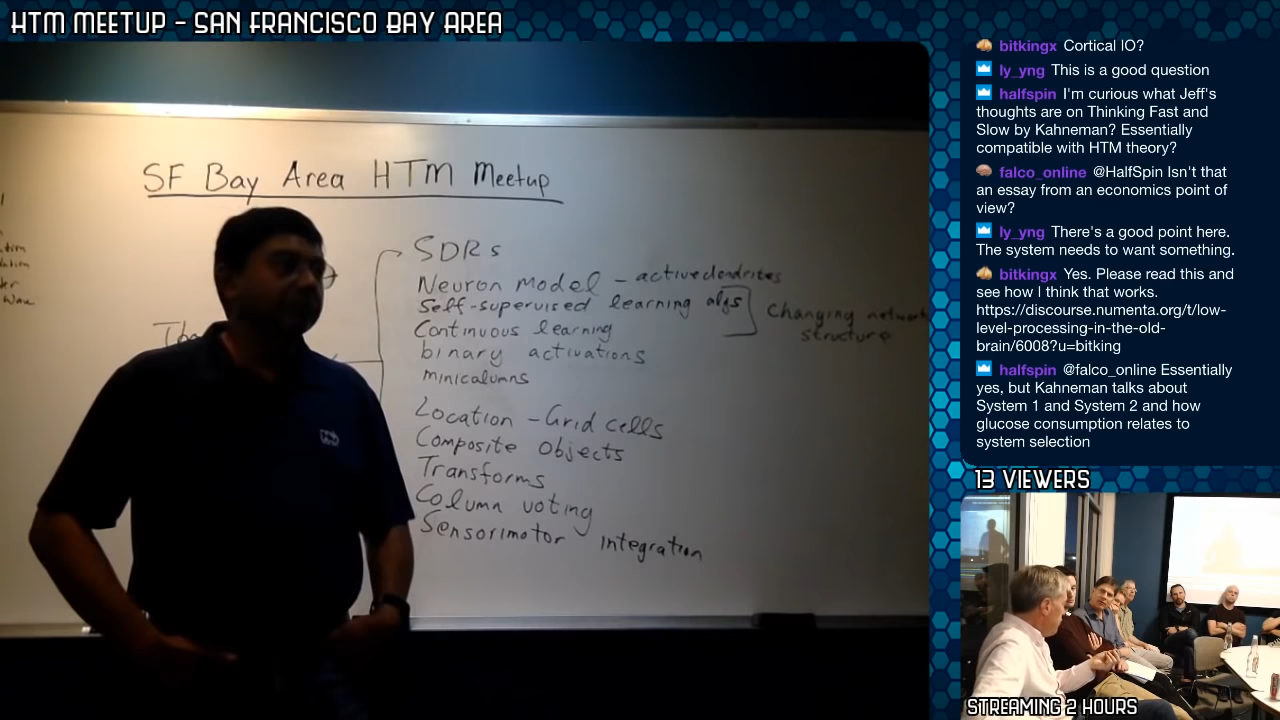 HTM MEETUP - SAN FRANCISCO BAY AREA
SF Bay Area HTM Meetup
SDRs
Neuron model - active dendrites
Self-supervised learning algs
Changing network
structure
Continuous learning
binary activations
minicolumns
Location - Grid cells
Composite Objects
Transforms
Column voting
Sensorimotor integration
bitkingx Cortical IO?
ly_yng This is a good question
halfspin I'm curious what Jeff's
thoughts are on Thinking Fast and
Slow by Kahneman? Essentially
compatible with HTM theory?
falco_online @HalfSpin Isn't that
an essay from an economics point of
view?
ly_yng There's a good point here.
The system needs to want something.
bitkingx Yes. Please read this and
see how I think that works.
https://discourse.numenta.org/t/low-
level-processing-in-the-old-
brain/6008?u=bitking
halfspin @falco_online Essentially
yes, but Kahneman talks about
System 1 and System 2 and how
glucose consumption relates to
system selection
13 VIEWERS
STREAMING 2 HOURS